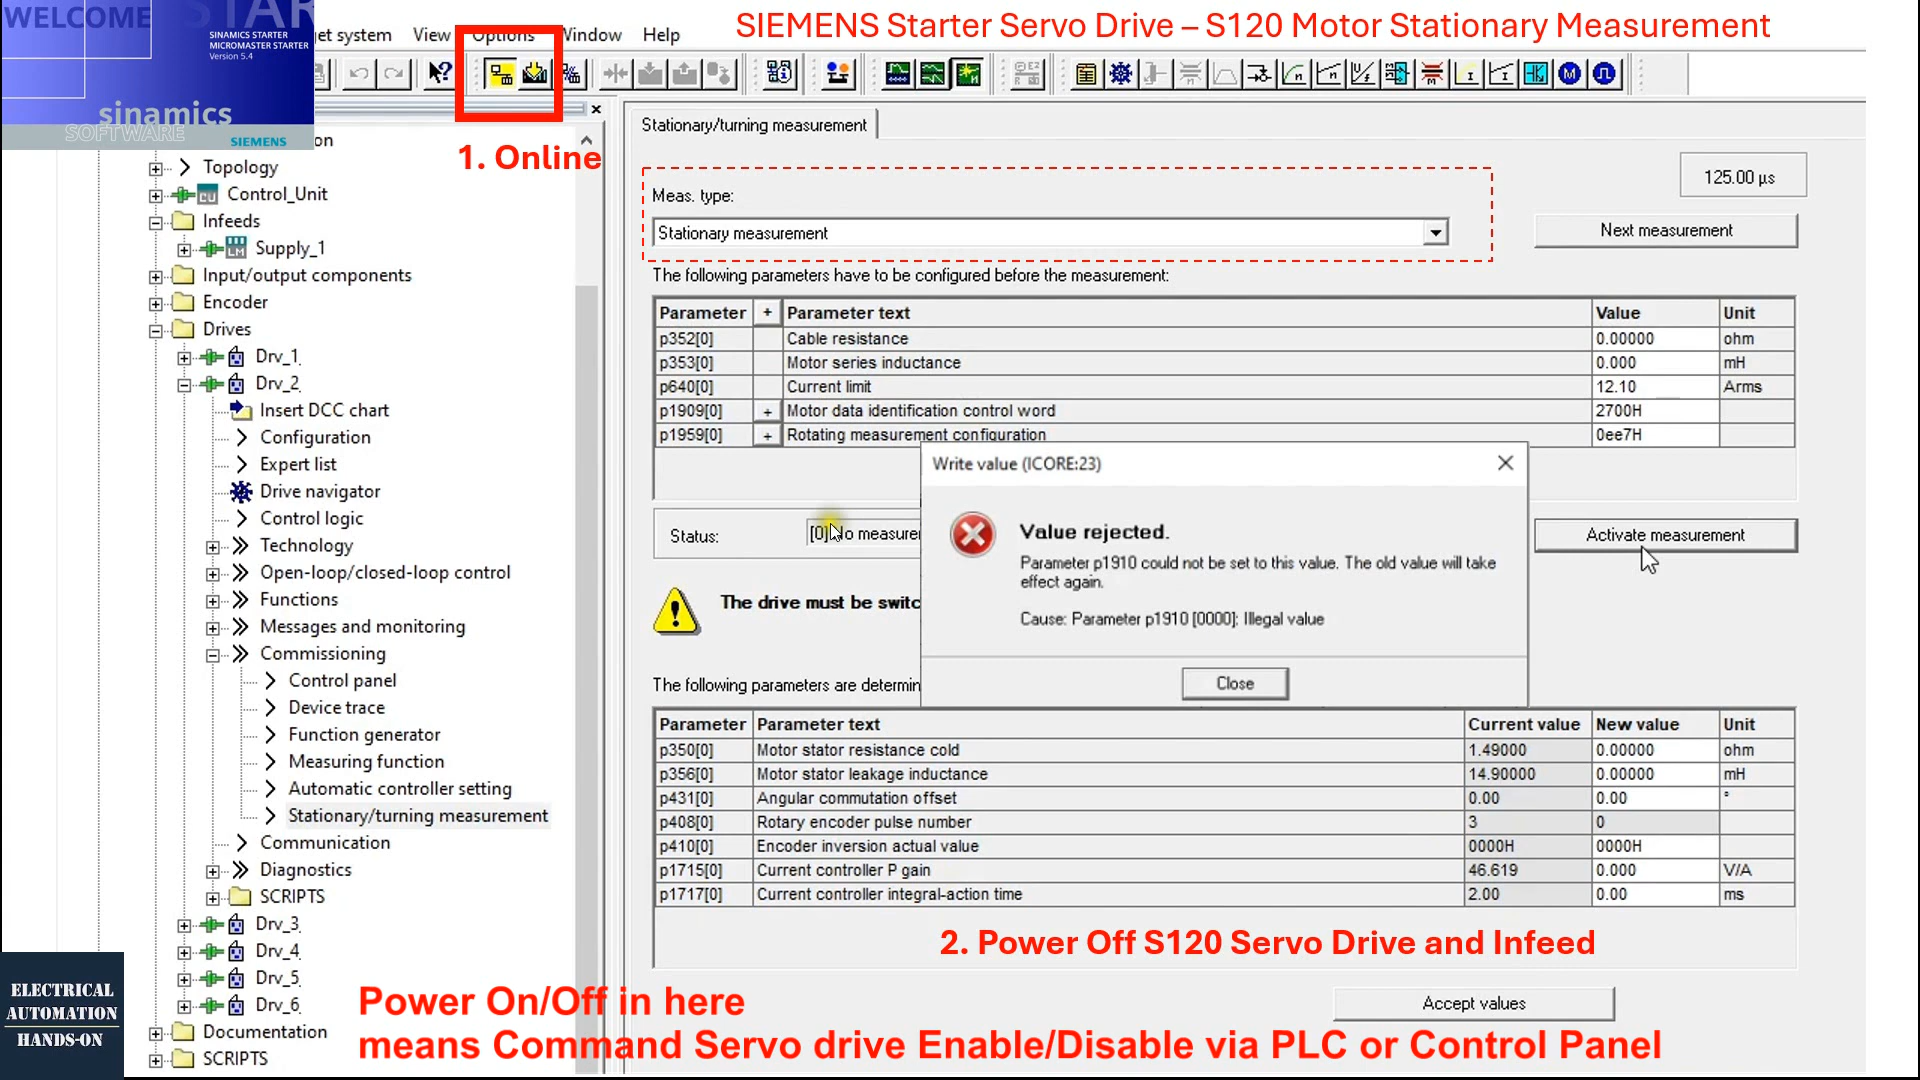 WELCOME
STAR
SINAMICS STARTER
MICROMASTER STARTER
Version 5.4
sinamics
SOFTWARE
SIEMENS
SIEMENS Starter Servo Drive – S120 Motor Stationary Measurement
get system View Options Window Help
1. Online
Topology
Control_Unit
Infeeds
Supply_1
Input/output components
Encoder
Drives
Drv_1
Drv_2
Insert DCC chart
Configuration
Expert list
Drive navigator
Control logic
Technology
Open-loop/closed-loop control
Functions
Messages and monitoring
Commissioning
Control panel
Device trace
Function generator
Measuring function
Automatic controller setting
Stationary/turning measurement
Communication
Diagnostics
SCRIPTS
Drv_3
Drv_4
Drv_5
Drv_6
Documentation
SCRIPTS
Stationary/turning measurement
125.00 µs
Meas. type:
Stationary measurement
Next measurement
The following parameters have to be configured before the measurement:
Parameter + Parameter text Value Unit
p352[0] Cable resistance 0.00000 ohm
p353[0] Motor series inductance 0.000 mH
p640[0] Current limit 12.10 Arms
p1909[0] + Motor data identification control word 2700H
p1959[0] + Rotating measurement configuration 0ee7H
Status: [0] No measurem
Activate measurement
The drive must be switc
Write value (ICORE:23)
Value rejected.
Parameter p1910 could not be set to this value. The old value will take
effect again.
Cause: Parameter p1910 [0000]: Illegal value
Close
The following parameters are determin
Parameter Parameter text Current value New value Unit
p350[0] Motor stator resistance cold 1.49000 0.00000 ohm
p356[0] Motor stator leakage inductance 14.90000 0.00000 mH
p431[0] Angular commutation offset 0.00 0.00 °
p408[0] Rotary encoder pulse number 3 0
p410[0] Encoder inversion actual value 0000H 0000H
p1715[0] Current controller P gain 46.619 0.000 V/A
p1717[0] Current controller integral-action time 2.00 0.00 ms
2. Power Off S120 Servo Drive and Infeed
Accept values
Power On/Off in here
means Command Servo drive Enable/Disable via PLC or Control Panel
ELECTRICAL
AUTOMATION
HANDS-ON